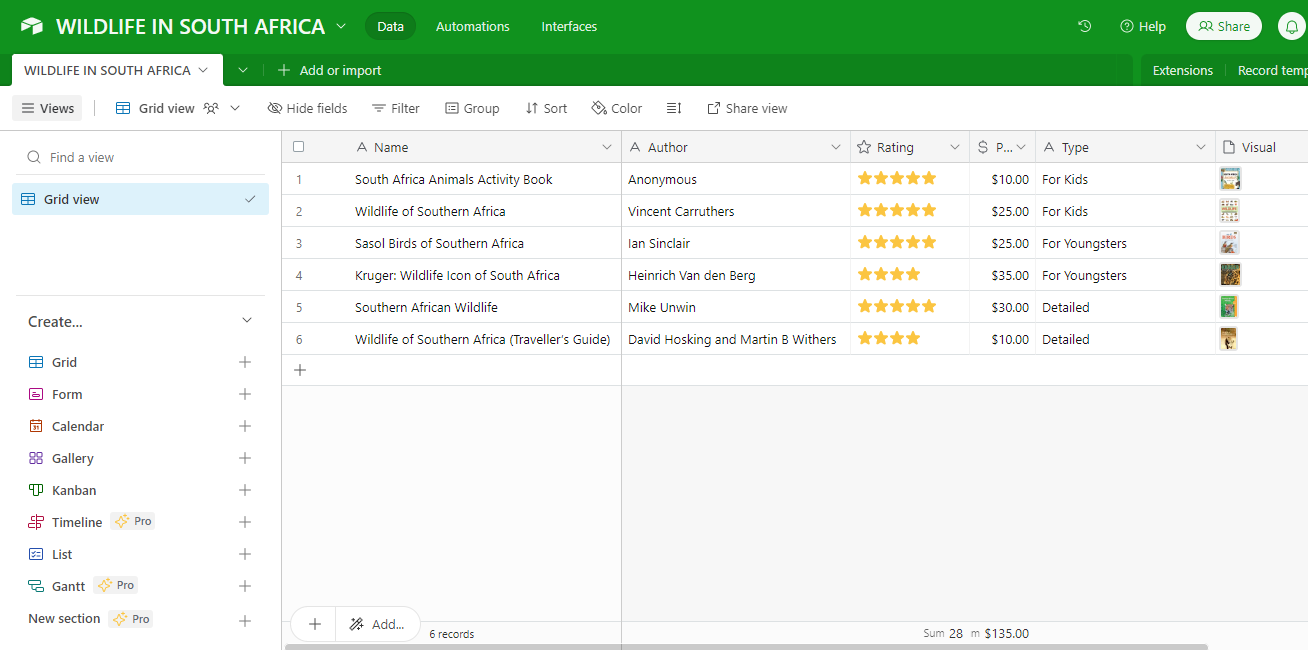 WILDLIFE IN SOUTH AFRICA Data Automations Interfaces Help Share
WILDLIFE IN SOUTH AFRICA Add or import Extensions Record temp
Views Grid view Hide fields Filter Group Sort Color Share view
Find a view
Grid view
Create...
Grid
Form
Calendar
Gallery
Kanban
Timeline Pro
List
Gantt Pro
New section Pro
Name Author Rating P... Type Visual
1 South Africa Animals Activity Book Anonymous $10.00 For Kids
2 Wildlife of Southern Africa Vincent Carruthers $25.00 For Kids
3 Sasol Birds of Southern Africa Ian Sinclair $25.00 For Youngsters
4 Kruger: Wildlife Icon of South Africa Heinrich Van den Berg $35.00 For Youngsters
5 Southern African Wildlife Mike Unwin $30.00 Detailed
6 Wildlife of Southern Africa (Traveller's Guide) David Hosking and Martin B Withers $10.00 Detailed
Add...
6 records Sum 28 m $135.00